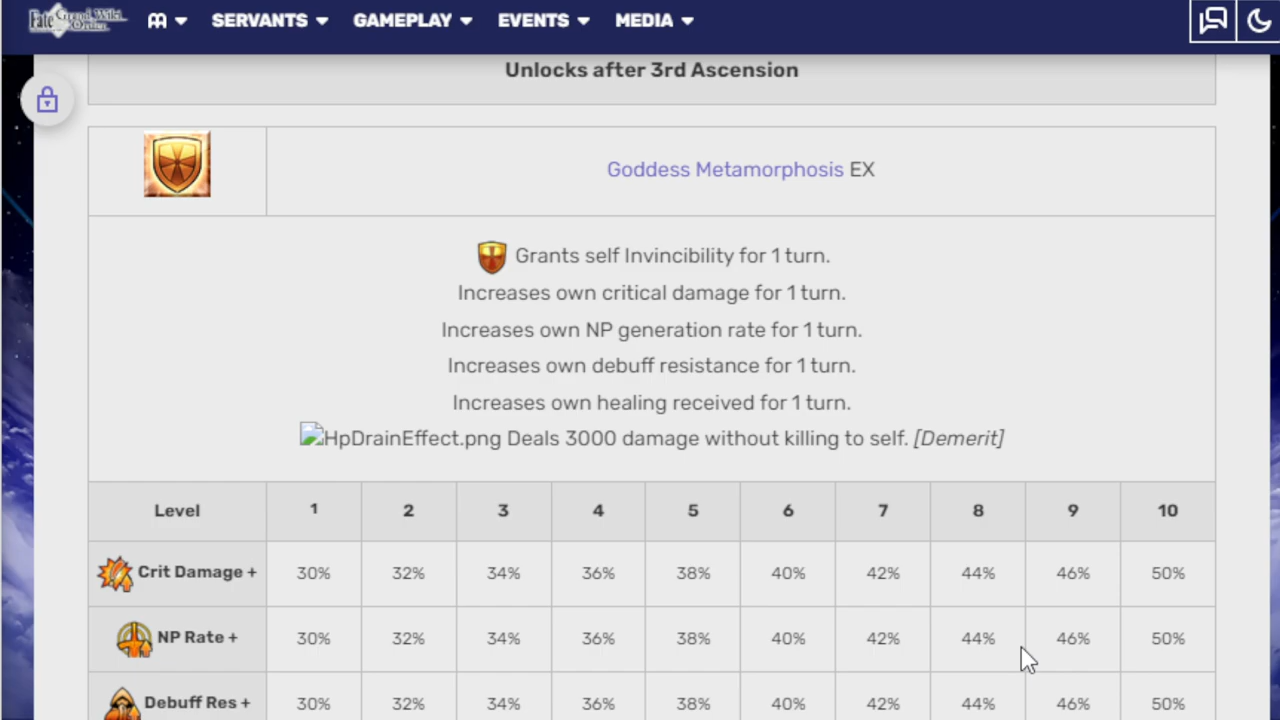 Fate Grand Wiki Order
SERVANTS GAMEPLAY EVENTS MEDIA
Unlocks after 3rd Ascension
Goddess Metamorphosis EX
Grants self Invincibility for 1 turn.
Increases own critical damage for 1 turn.
Increases own NP generation rate for 1 turn.
Increases own debuff resistance for 1 turn.
Increases own healing received for 1 turn.
HpDrainEffect.png Deals 3000 damage without killing to self. [Demerit]
Level 1 2 3 4 5 6 7 8 9 10
Crit Damage + 30% 32% 34% 36% 38% 40% 42% 44% 46% 50%
NP Rate + 30% 32% 34% 36% 38% 40% 42% 44% 46% 50%
Debuff Res + 30% 32% 34% 36% 38% 40% 42% 44% 46% 50%